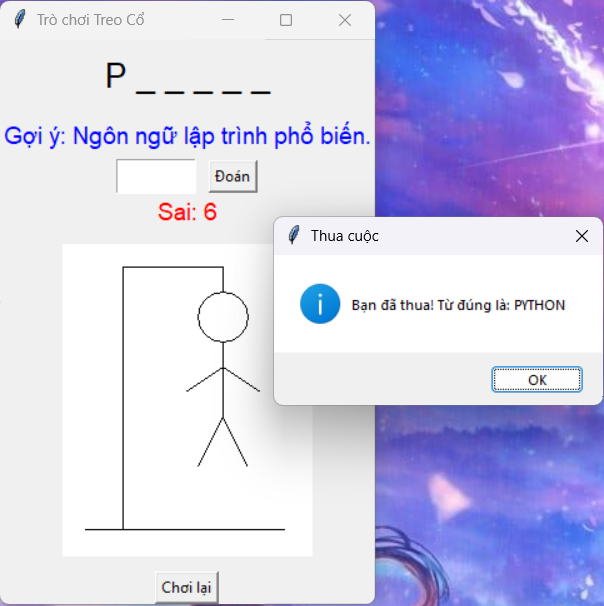 Trò chơi Treo Cổ
P _ _ _ _ _
Gợi ý: Ngôn ngữ lập trình phổ biến.
Đoán
Sai: 6
Thua cuộc
Bạn đã thua! Từ đúng là: PYTHON
OK
Chơi lại